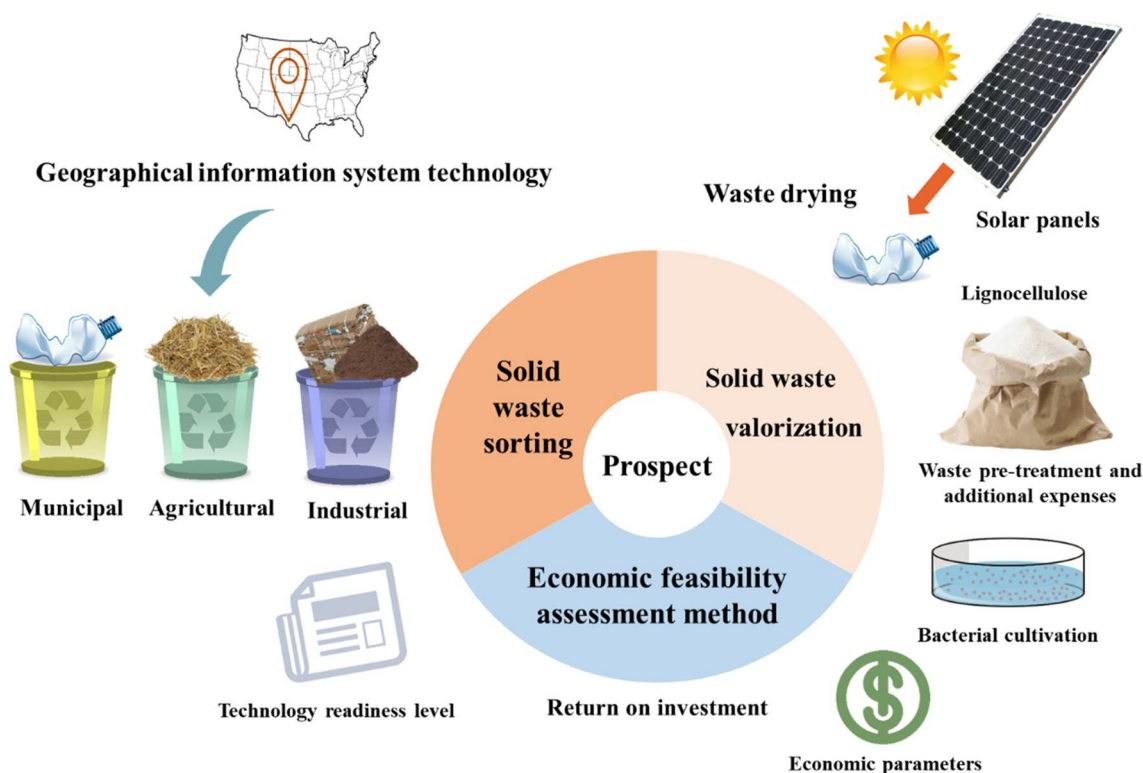 Geographical information system technology
Waste drying
Solar panels
Lignocellulose
Municipal
Agricultural
Industrial
Solid
waste
sorting
Solid waste
valorization
Prospect
Waste pre-treatment and
additional expenses
Economic feasibility
assessment method
Bacterial cultivation
Technology readiness level
Return on investment
Economic parameters